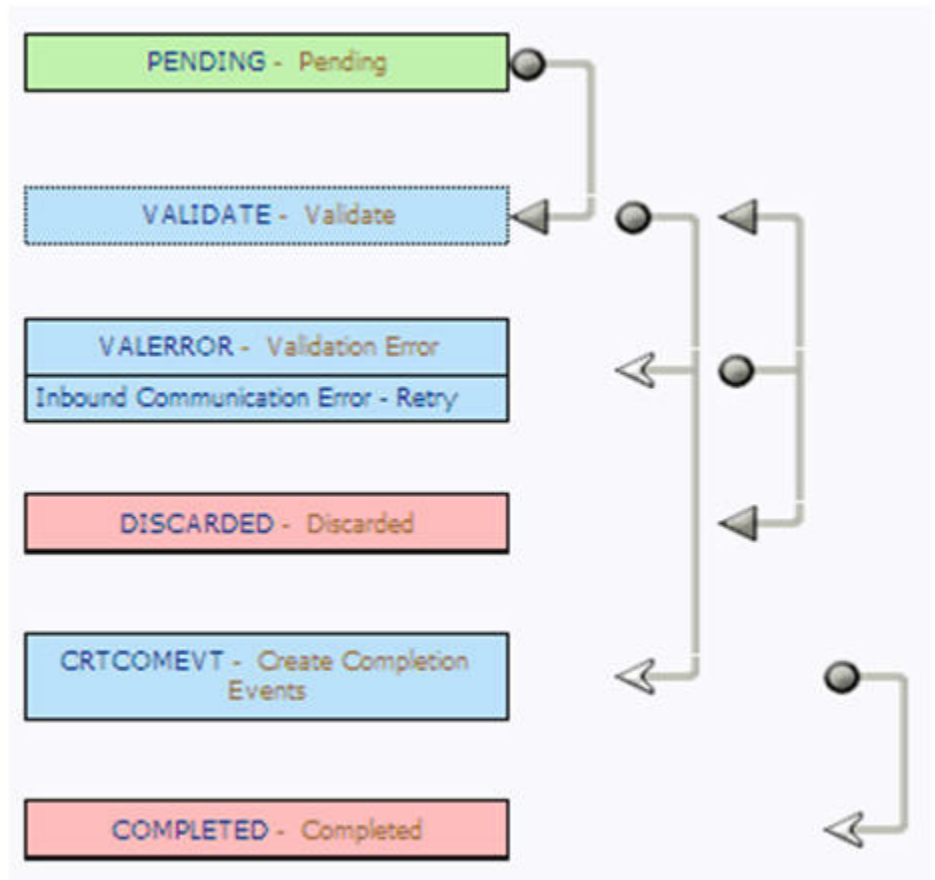 PENDING - Pending
VALIDATE - Validate
VALERROR - Validation Error
Inbound Communication Error - Retry
DISCARDED - Discarded
CRTCOMEVT - Create Completion
Events
COMPLETED - Completed